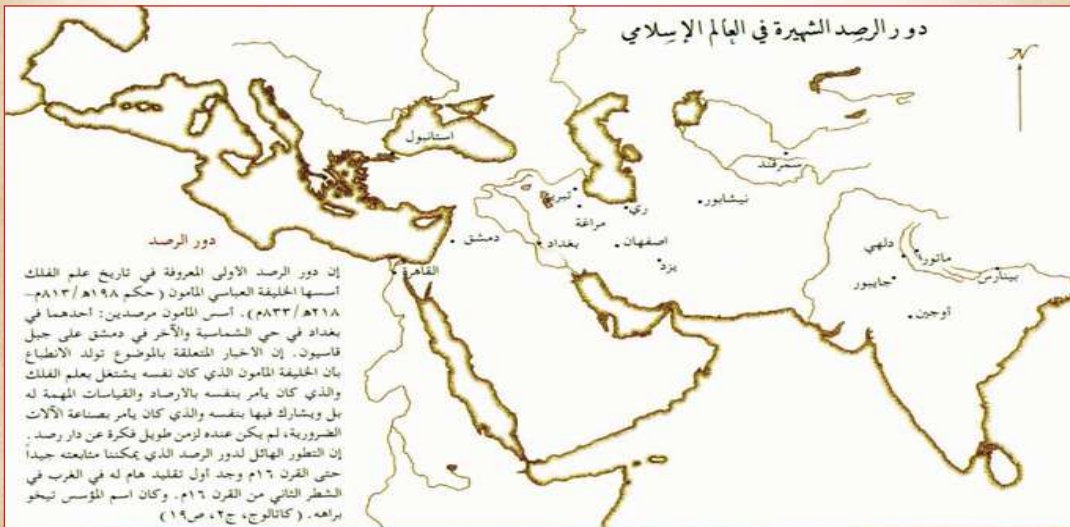 دور الرصد الشهيرة في العالم الإسلامي
N
استانبول
سمرقند
نيشابور
تبريز
ري
مراغة
اصفهان
بغداد
دمشق
يزد
القاهرة
دلهي
ماتورا
جايبور
بينارس
أوجين
دور الرصد
إن دور الرصد الأولى المعروفة في تاريخ علم الفلك
أسسها الخليفة العباسي المأمون (حكم ١٩٨هـ/٨١٣م–
٢١٨هـ/٨٣٣م). أسس المأمون مرصدين: أحدهما في
بغداد في حي الشماسية والآخر في دمشق على جبل
قاسيون. إن الأخبار المتعلقة بالموضوع تولد الانطباع
بأن الخليفة المأمون الذي كان نفسه يشتغل بعلم الفلك
والذي كان يأمر بنفسه بالأرصاد والقياسات المهمة له
بل ويشارك فيها بنفسه والذي كان يأمر بصناعة الآلات
الضرورية، لم يكن عنده لزمن طويل فكرة عن دار رصد.
إن التطور الهائل لدور الرصد الذي يمكننا متابعته جيداً
حتى القرن ١٦م وجد أول تقليد هام له في الغرب في
الشطر الثاني من القرن ١٦م. وكان اسم المؤسس تيخو
براهه. (كاتالوج، ج٢، ص١٩)